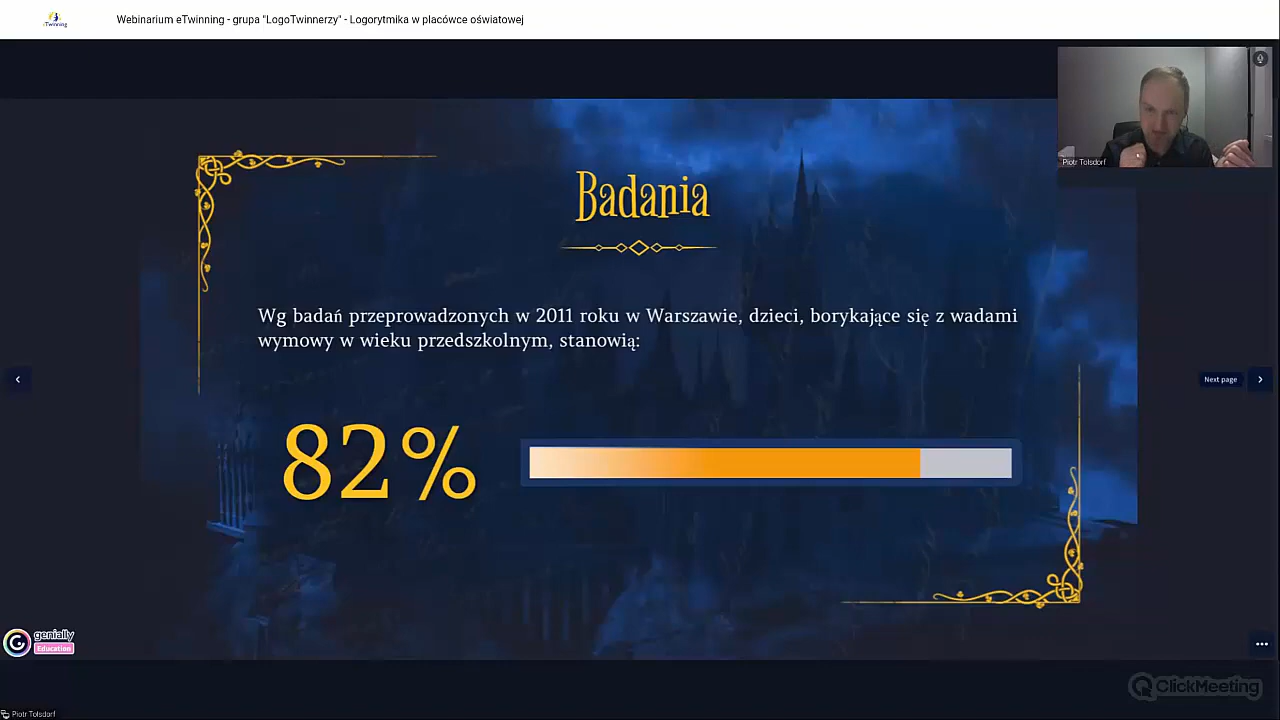 eTwinning
Webinarium eTwinning - grupa "LogoTwinnerzy" - Logorytmika w placówce oświatowej
Piotr Tolsdorf
Badania
Wg badań przeprowadzonych w 2011 roku w Warszawie, dzieci, borykające się z wadami
wymowy w wieku przedszkolnym, stanowią:
Next page
82%
genially
Education
ClickMeeting
Piotr Tolsdorf